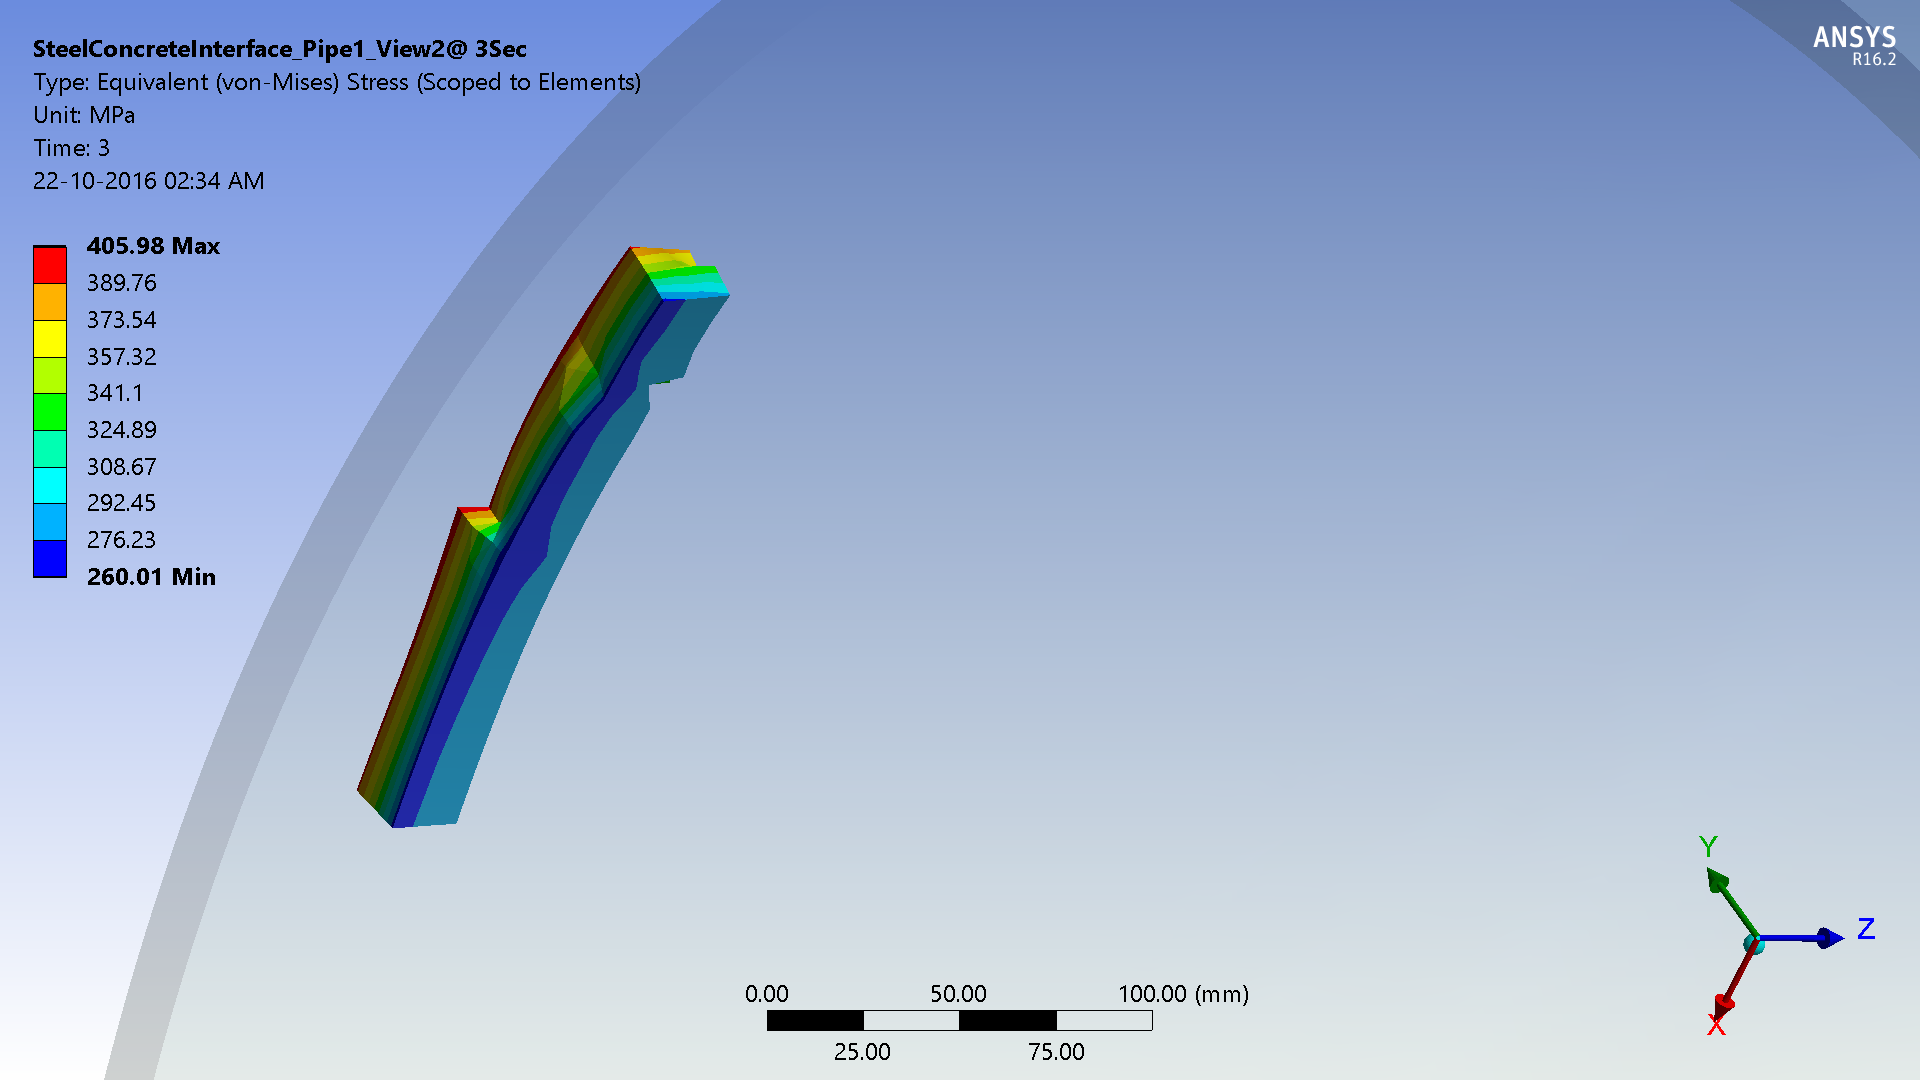 SteelConcreteInterface_Pipe1_View2@ 3Sec
Type: Equivalent (von-Mises) Stress (Scoped to Elements)
Unit: MPa
Time: 3
22-10-2016 02:34 AM
ANSYS
R16.2
405.98 Max
389.76
373.54
357.32
341.1
324.89
308.67
292.45
276.23
260.01 Min
0.00 50.00 100.00 (mm)
25.00 75.00
Y
Z
X